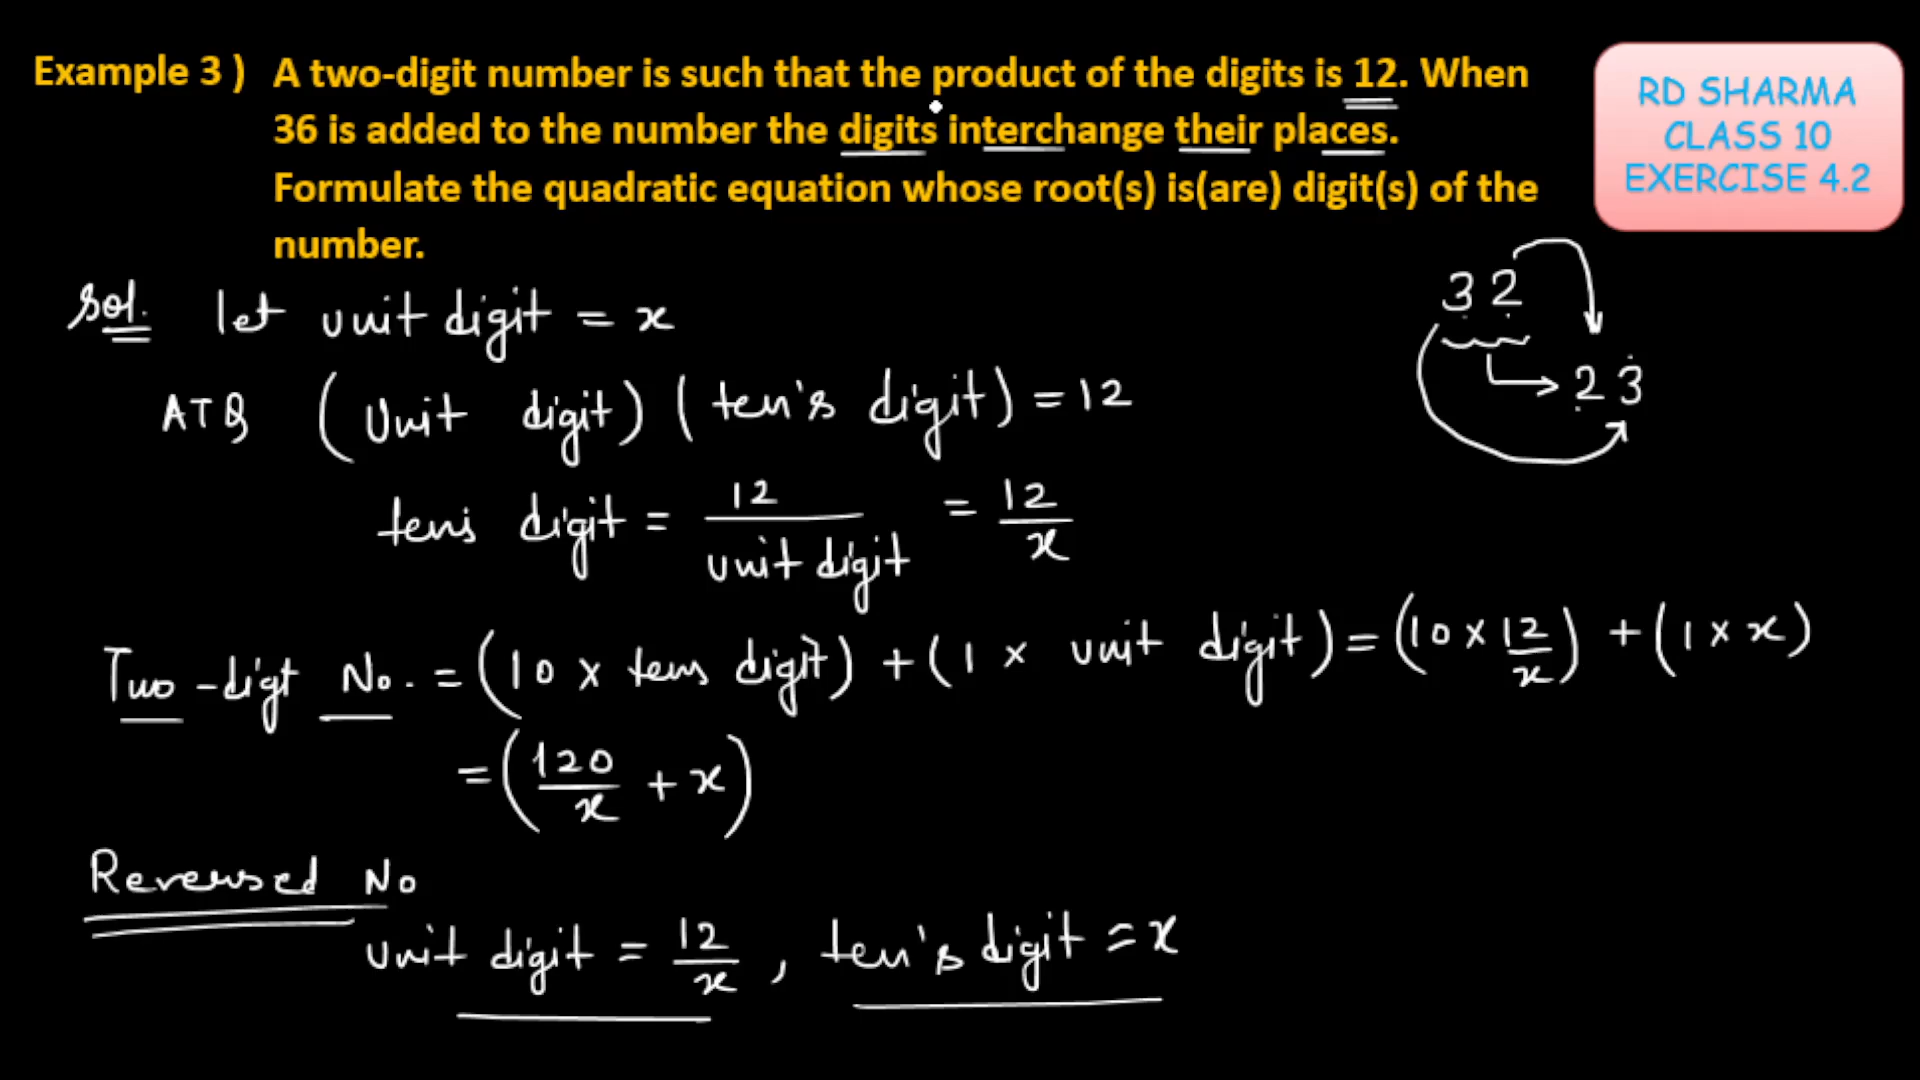 Example 3 ) A two-digit number is such that the product of the digits is 12. When
36 is added to the number the digits interchange their places.
Formulate the quadratic equation whose root(s) is(are) digit(s) of the
number.
RD SHARMA
CLASS 10
EXERCISE 4.2
32
23
Sol. let unit digit = x
ATQ (Unit digit) (ten's digit) = 12
ten's digit = 12/unit digit = 12/x
Two-digt No. = (10 × tens digit) + (1 × unit digit) = (10 × 12/x) + (1 × x)
= (120/x + x)
Reversed No
unit digit = 12/x , ten's digit = x